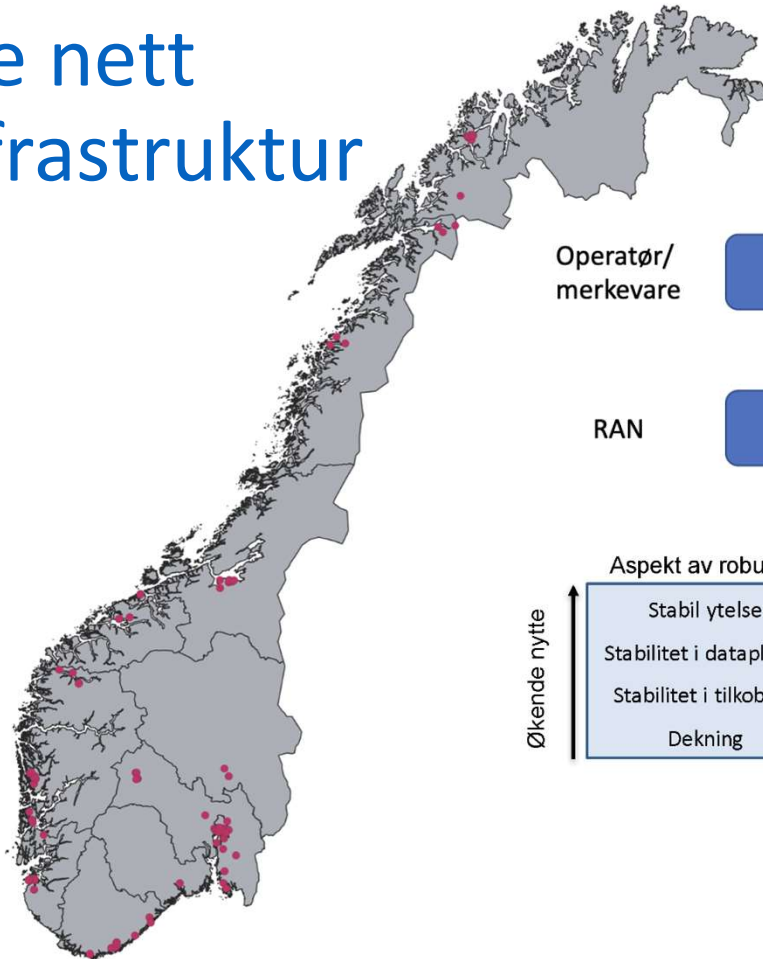 e nett
frastruktur
Operatør/
merkevare
RAN
Aspekt av robu
Stabil ytelse
Stabilitet i datapl
Stabilitet i tilkob
Dekning
Økende nytte